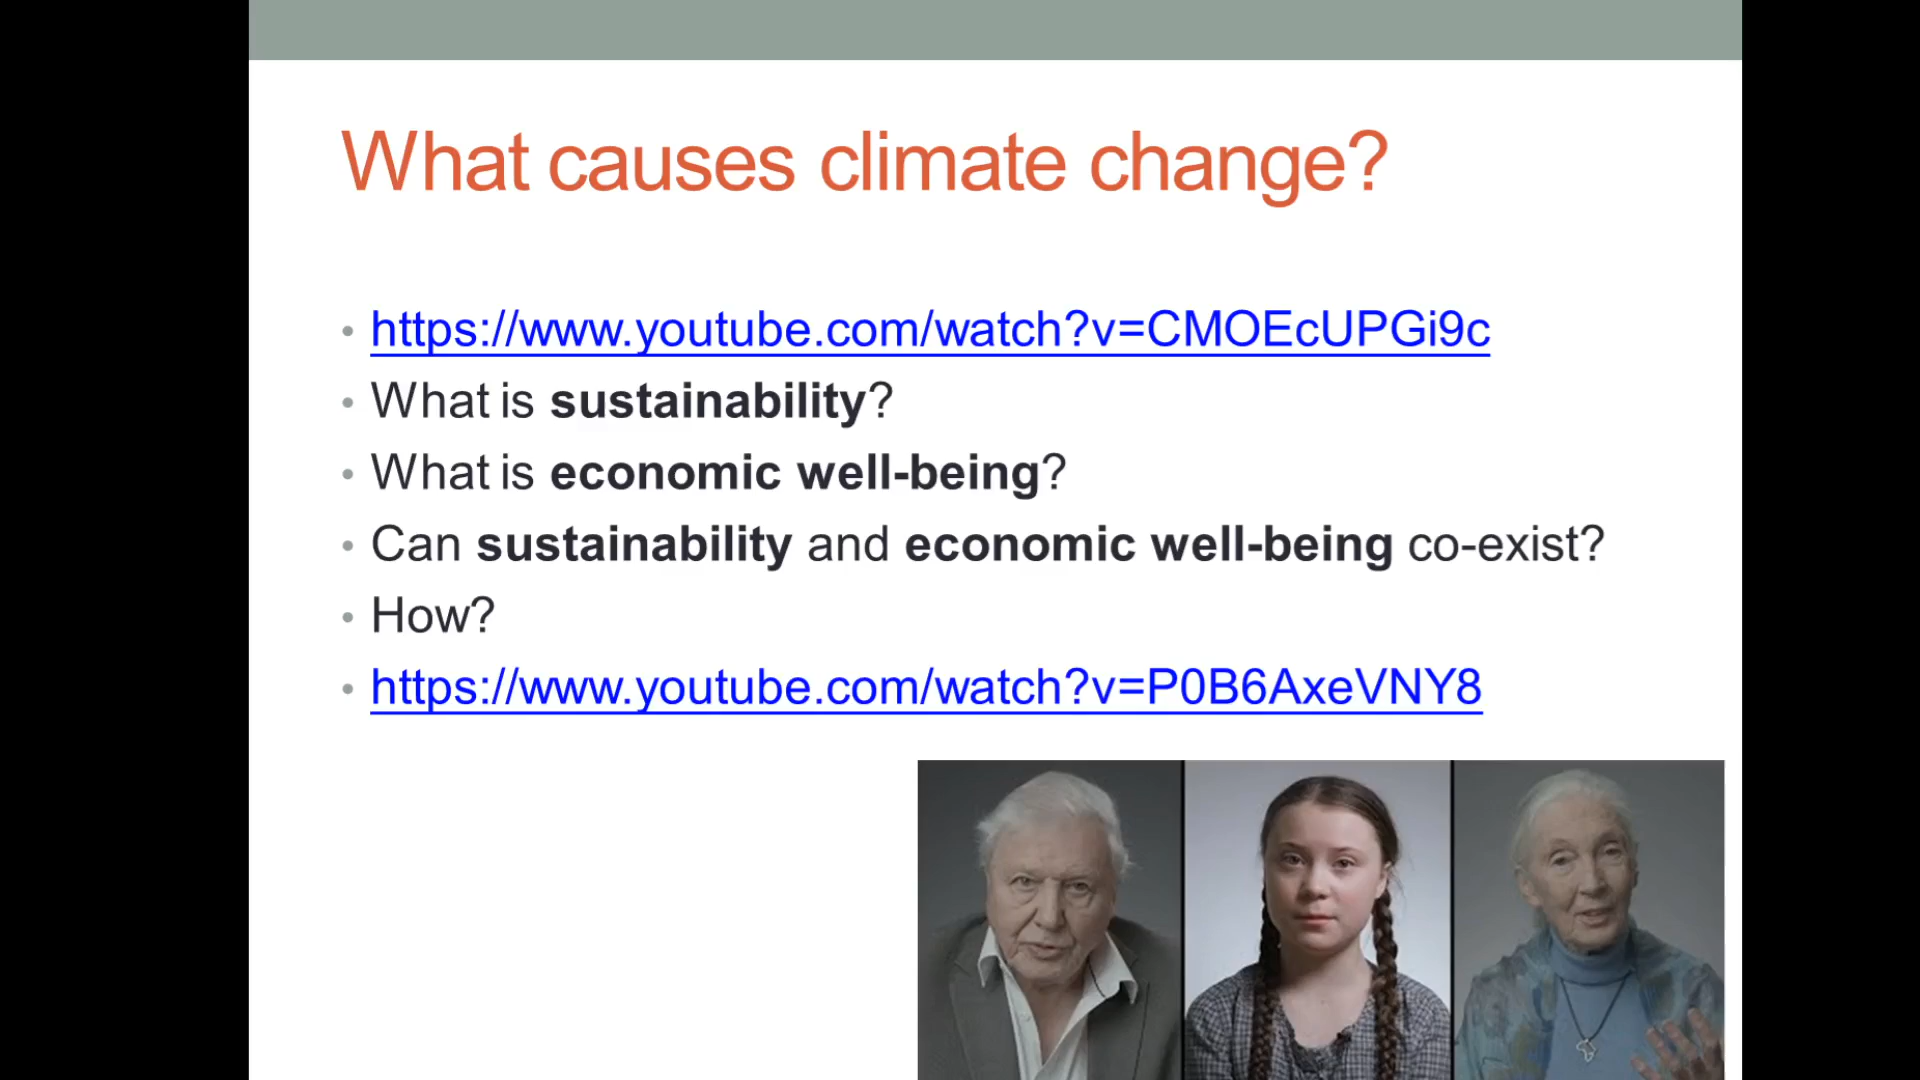 What causes climate change?
https://www.youtube.com/watch?v=CMOEcUPGi9c
What is sustainability?
What is economic well-being?
Can sustainability and economic well-being co-exist?
How?
https://www.youtube.com/watch?v=P0B6AxeVNY8